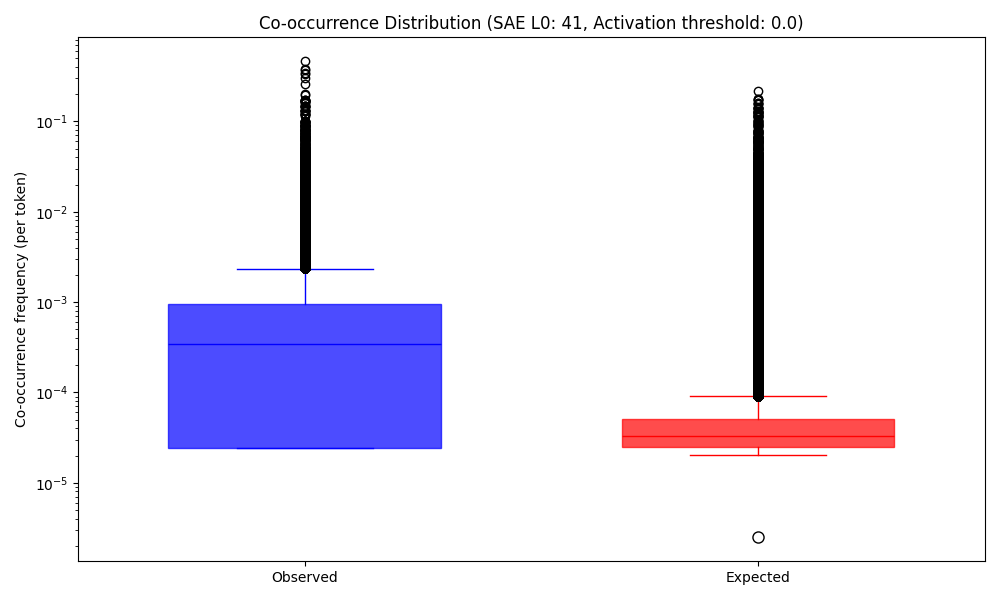 Co-occurrence Distribution (SAE L0: 41, Activation threshold: 0.0)
Co-occurrence frequency (per token)
10⁻¹
10⁻²
10⁻³
10⁻⁴
10⁻⁵
Observed
Expected